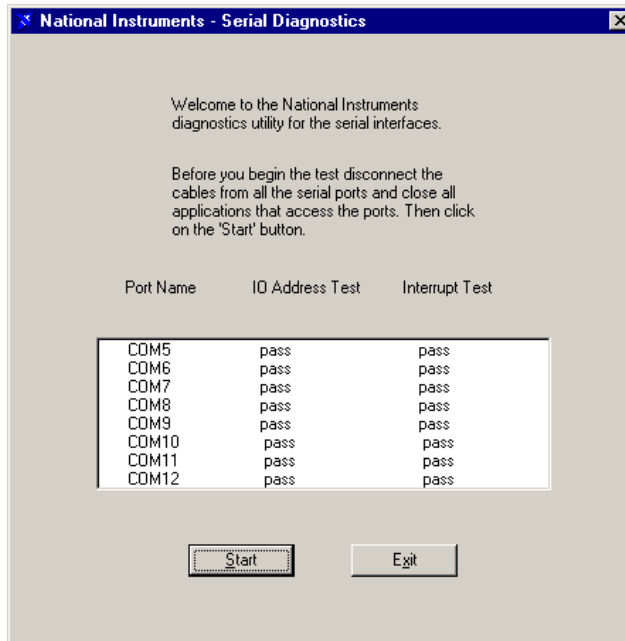 National Instruments - Serial Diagnostics
Welcome to the National Instruments
diagnostics utility for the serial interfaces.
Before you begin the test disconnect the
cables from all the serial ports and close all
applications that access the ports. Then click
on the 'Start' button.
Port Name IO Address Test Interrupt Test
COM5 pass pass
COM6 pass pass
COM7 pass pass
COM8 pass pass
COM9 pass pass
COM10 pass pass
COM11 pass pass
COM12 pass pass
Start Exit